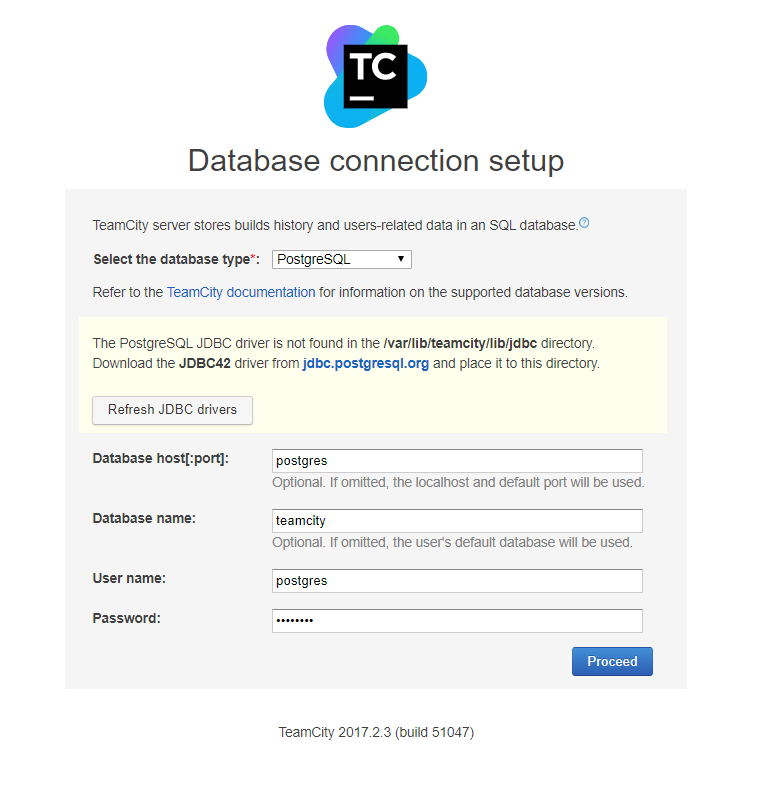 TC
Database connection setup
TeamCity server stores builds history and users-related data in an SQL database.?
Select the database type*: PostgreSQL
Refer to the TeamCity documentation for information on the supported database versions.
The PostgreSQL JDBC driver is not found in the /var/lib/teamcity/lib/jdbc directory.
Download the JDBC42 driver from jdbc.postgresql.org and place it to this directory.
Refresh JDBC drivers
Database host[:port]: postgres
Optional. If omitted, the localhost and default port will be used.
Database name: teamcity
Optional. If omitted, the user's default database will be used.
User name: postgres
Password: ••••••••
Proceed
TeamCity 2017.2.3 (build 51047)